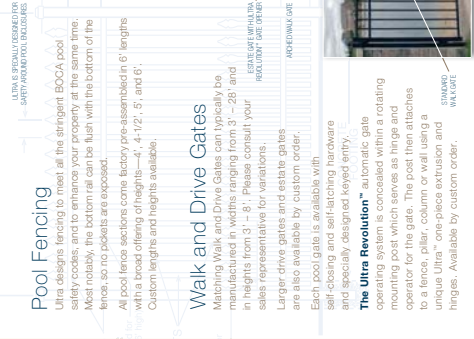 ULTRA IS SPECIALLY DESIGNED FOR
SAFETY AROUND POOL ENCLOSURES.
Pool Fencing
Ultra designs fencing to meet all the stringent BOCA pool
safety codes, and to enhance your property at the same time.
Most notably, the bottom rail can be flush with the bottom of the
fence, so no pickets are exposed.
All pool fence sections come factory pre-assembled in 6' lengths
with a broad offering of heights—4', 4-1/2', 5', and 6'.
Custom lengths and heights available.
ESTATE GATE WITH ULTRA
REVOLUTION™ GATE OPENER
ARCHED WALK GATE
Walk and Drive Gates
Matching Walk and Drive Gates can typically be
manufactured in widths ranging from 3' – 28' and
in heights from 3' – 8'. Please consult your
sales representative for variations.
Larger drive gates and estate gates
are also available by custom order.
Each pool gate is available with
self-closing and self-latching hardware
and specially designed keyed entry.
The Ultra Revolution™ automatic gate
operating system is concealed within a rotating
mounting post which serves as hinge and
operator for the gate. The post then attaches
to a fence, pillar, column or wall using a
unique Ultra™ one-piece extrusion and
hinges. Available by custom order.
STANDARD
WALK GATE